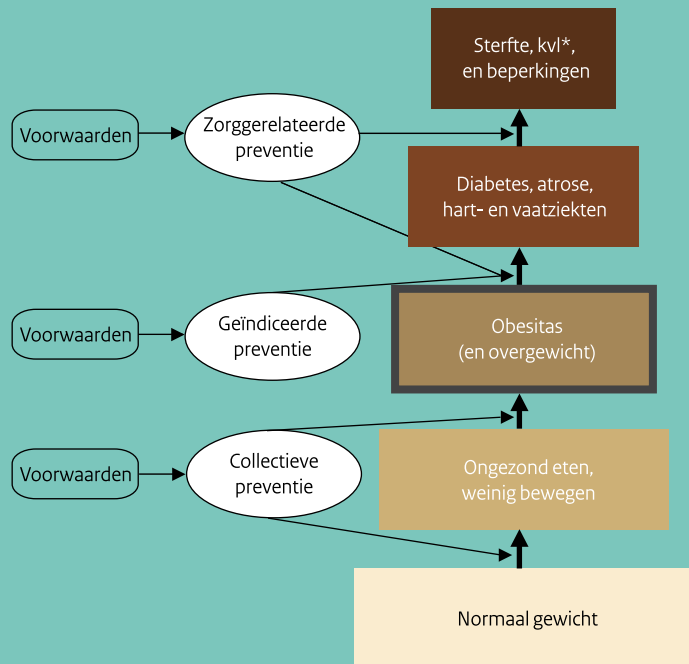 Sterfte, kvl*,
en beperkingen
Voorwaarden
Zorggerelateerde
preventie
Diabetes, atrose,
hart- en vaatziekten
Voorwaarden
Geïndiceerde
preventie
Obesitas
(en overgewicht)
Voorwaarden
Collectieve
preventie
Ongezond eten,
weinig bewegen
Normaal gewicht